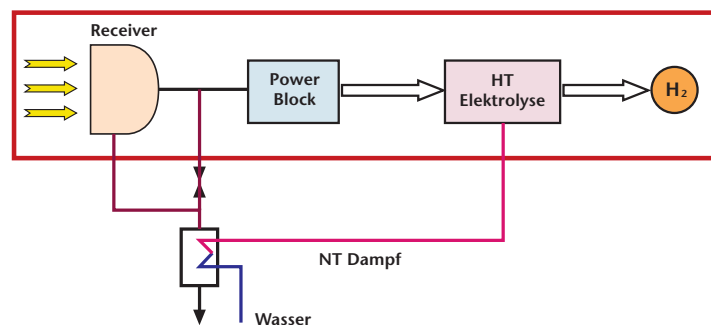 Receiver
Power
Block
HT
Elektrolyse
H₂
NT Dampf
Wasser